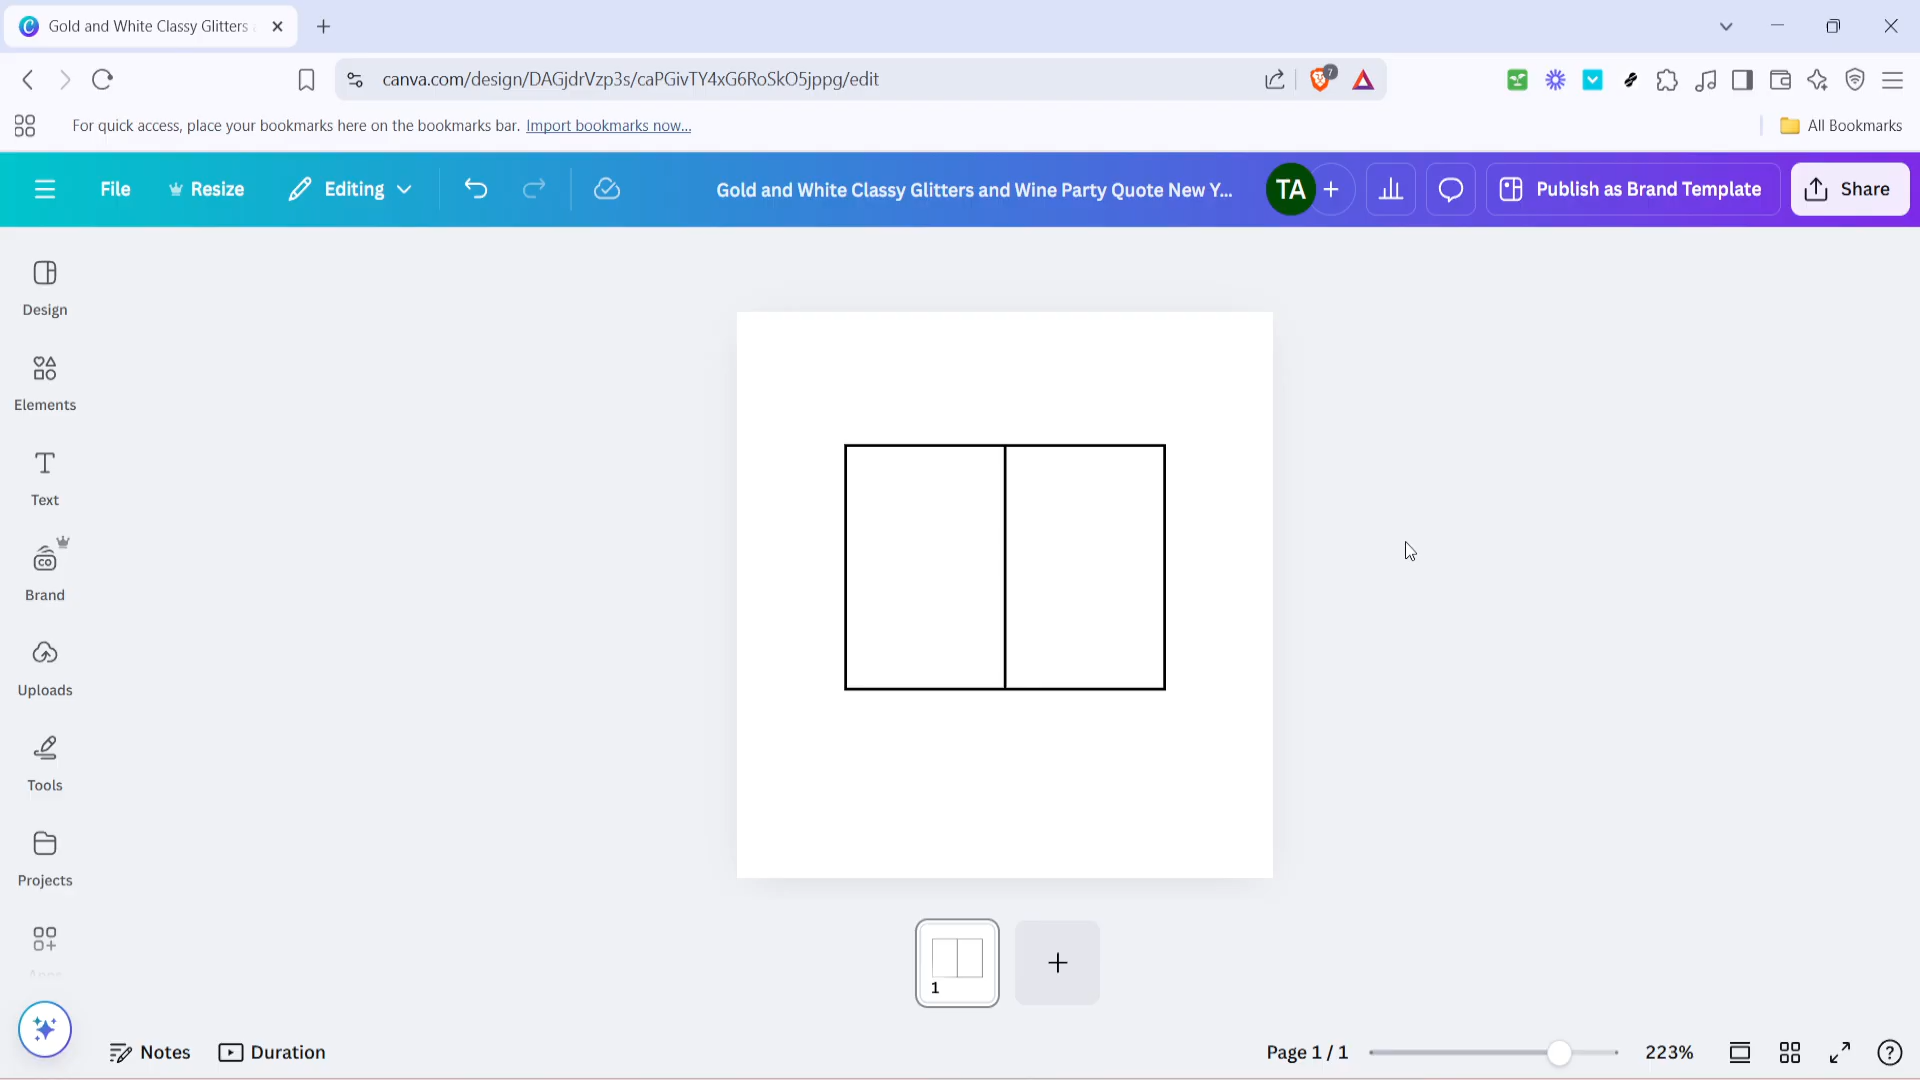 Gold and White Classy Glitters a
canva.com/design/DAGjdrVzp3s/caPGivTY4xG6RoSkO5jppg/edit
7
For quick access, place your bookmarks here on the bookmarks bar. Import bookmarks now...
All Bookmarks
File
Resize
Editing
Gold and White Classy Glitters and Wine Party Quote New Y...
TA
Publish as Brand Template
Share
Design
Elements
Text
Brand
Uploads
Tools
Projects
Apps
1
Notes
Duration
Page 1 / 1
223%